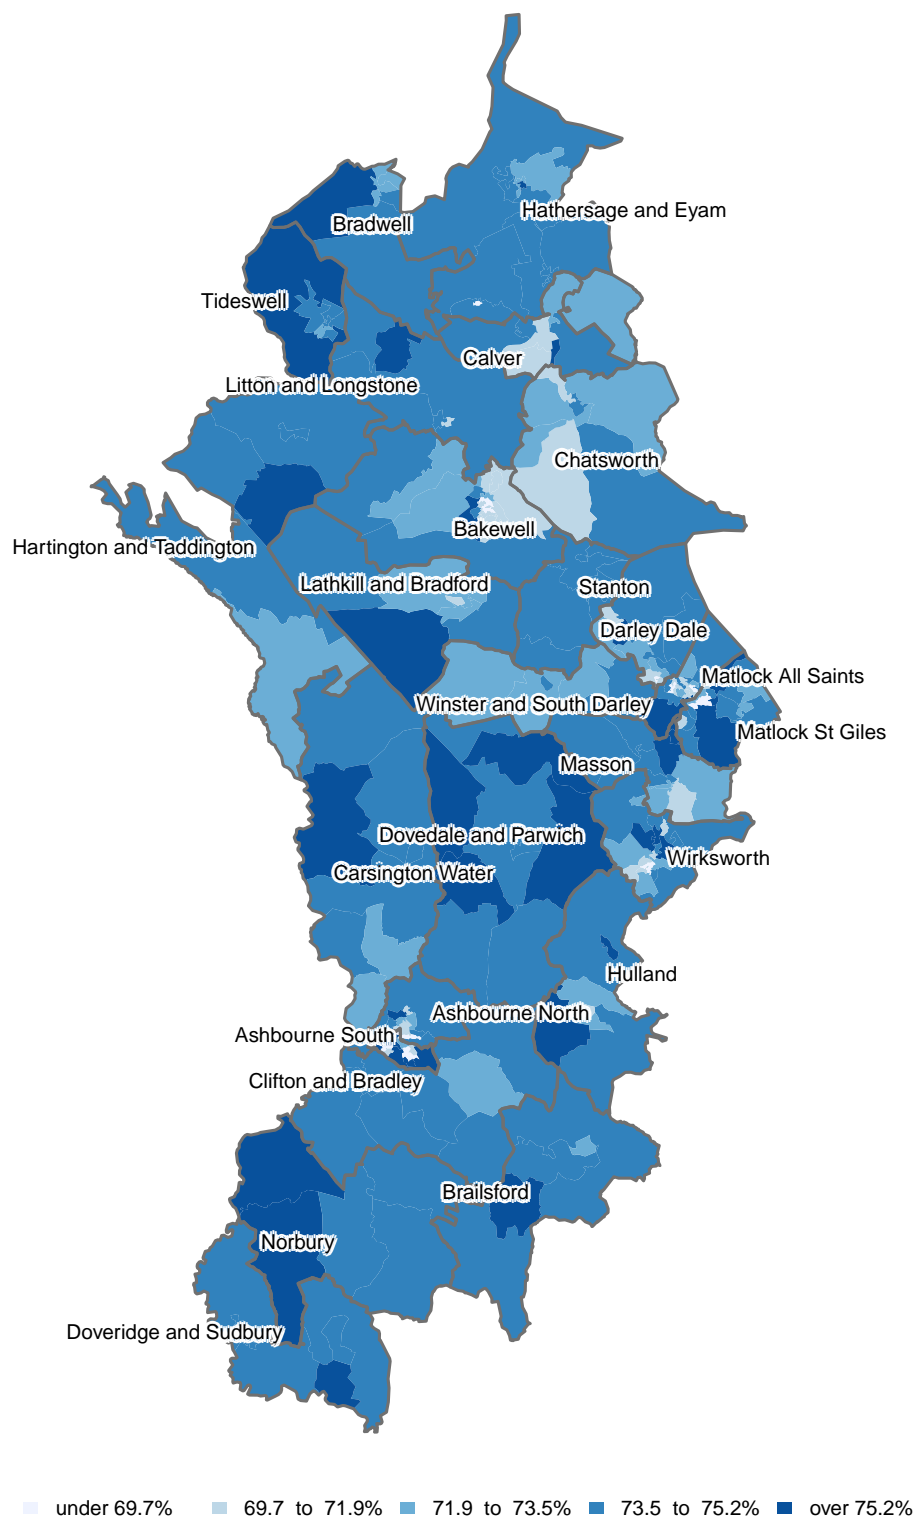 Hathersage and Eyam
Bradwell
Tideswell
Calver
Litton and Longstone
Chatsworth
Bakewell
Hartington and Taddington
Lathkill and Bradford
Stanton
Darley Dale
Matlock All Saints
Winster and South Darley
Matlock St Giles
Masson
Dovedale and Parwich
Wirksworth
Carsington Water
Hulland
Ashbourne North
Ashbourne South
Clifton and Bradley
Brailsford
Norbury
Doveridge and Sudbury
under 69.7% 69.7 to 71.9% 71.9 to 73.5% 73.5 to 75.2% over 75.2%